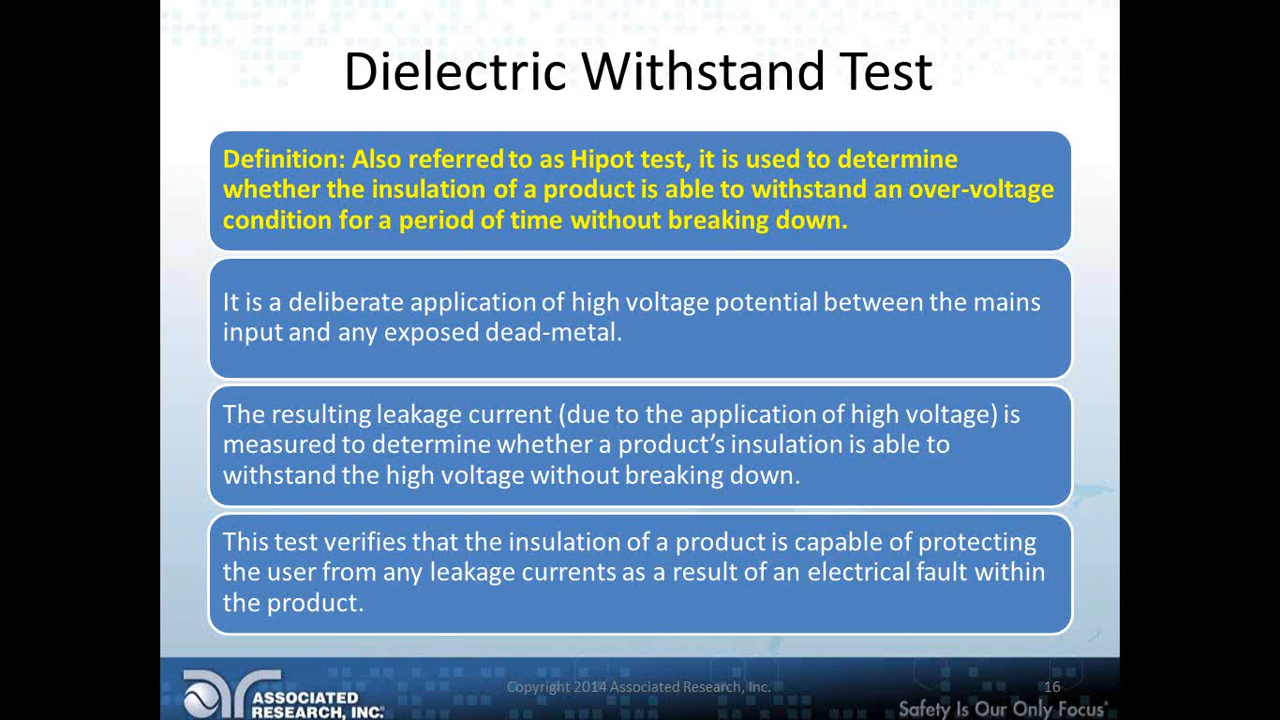 Dielectric Withstand Test
Definition: Also referred to as Hipot test, it is used to determine
whether the insulation of a product is able to withstand an over-voltage
condition for a period of time without breaking down.
It is a deliberate application of high voltage potential between the mains
input and any exposed dead-metal.
The resulting leakage current (due to the application of high voltage) is
measured to determine whether a product’s insulation is able to
withstand the high voltage without breaking down.
This test verifies that the insulation of a product is capable of protecting
the user from any leakage currents as a result of an electrical fault within
the product.
ASSOCIATED
RESEARCH, INC.
Copyright 2014 Associated Research, Inc.
16
Safety Is Our Only Focus